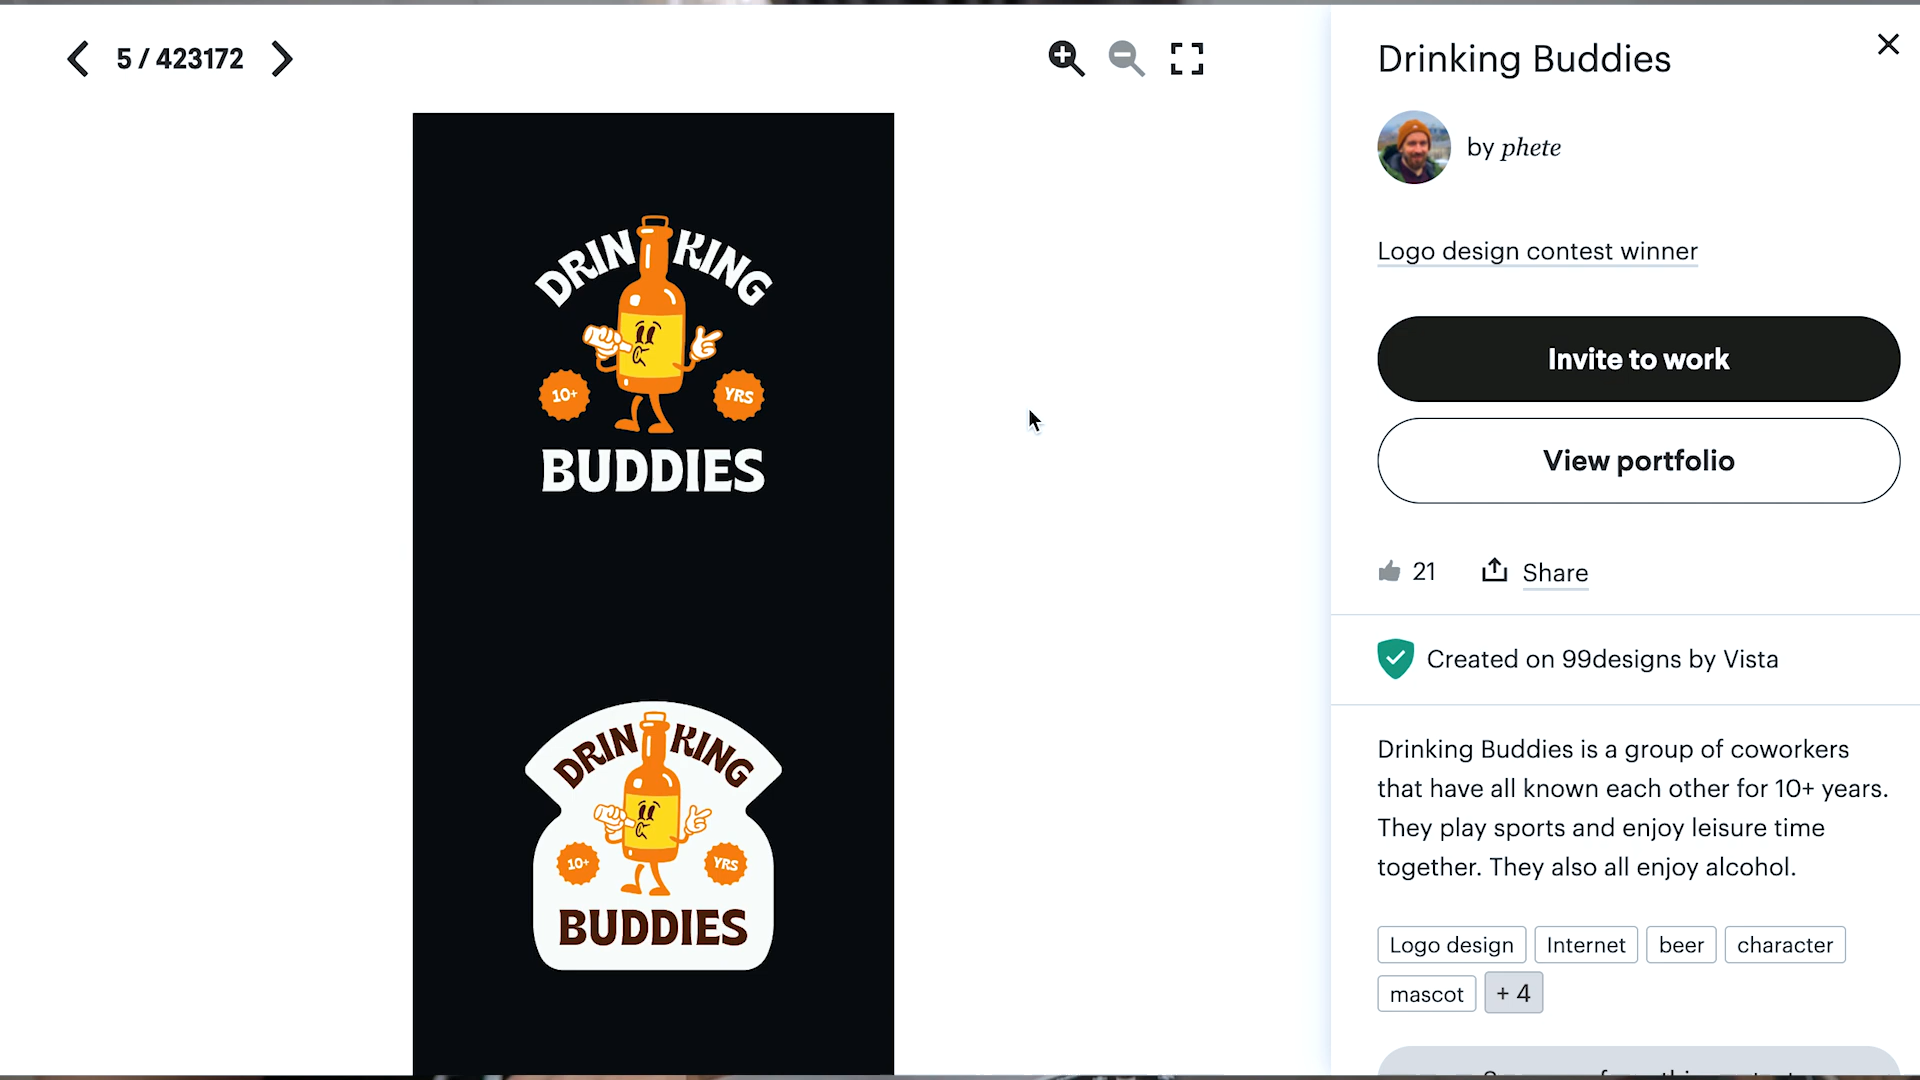 5 / 423172
DRINKING
10+
YRS
BUDDIES
DRINKING
10+
YRS
BUDDIES
Drinking Buddies
by phete
Logo design contest winner
Invite to work
View portfolio
21
Share
Created on 99designs by Vista
Drinking Buddies is a group of coworkers
that have all known each other for 10+ years.
They play sports and enjoy leisure time
together. They also all enjoy alcohol.
Logo design
Internet
beer
character
mascot
+ 4